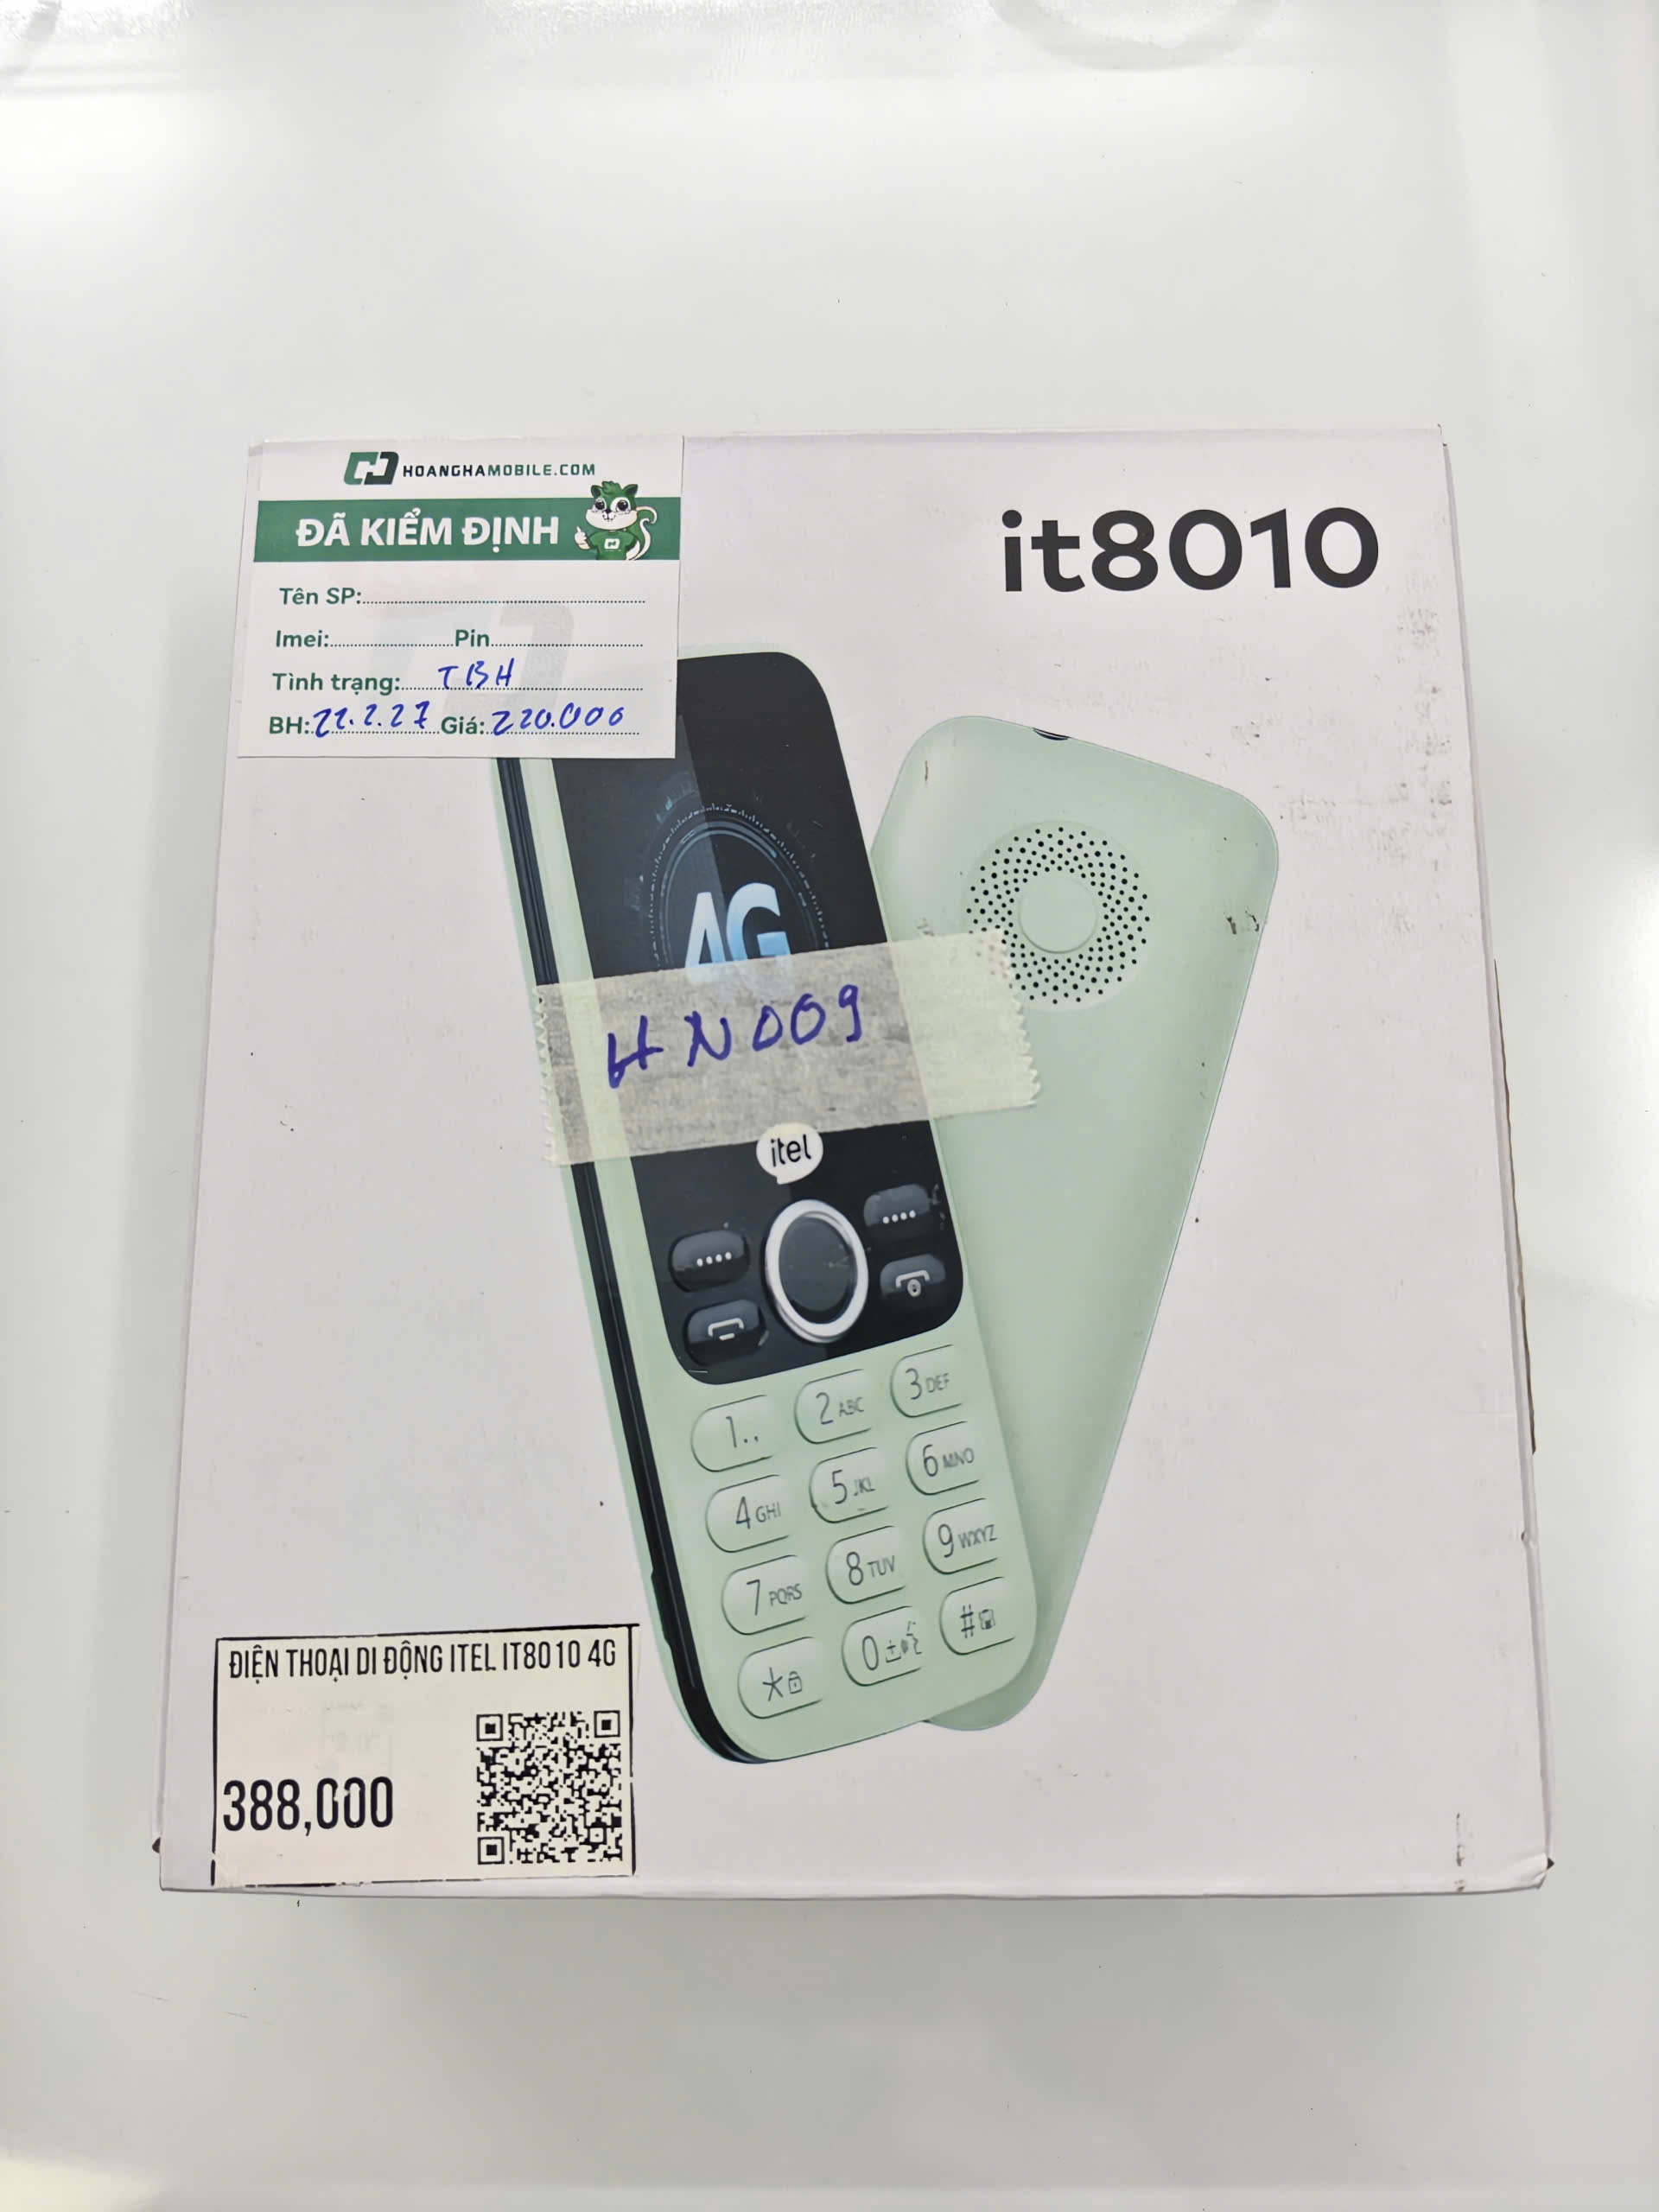 HOANGHAMOBILE.COM
ĐÃ KIỂM ĐỊNH
it8010
Tên SP:
Imei: Pin
Tình trạng: TBH
BH: 22.2.27 Giá: 220.000
4G
HN009
itel
1..
2 ABC
3 DEF
4 GHI
5 JKL
6 MNO
7 PQRS
8 TUV
9 WXYZ
*
0 +
#
ĐIỆN THOẠI DI ĐỘNG ITEL IT8010 4G
388,000